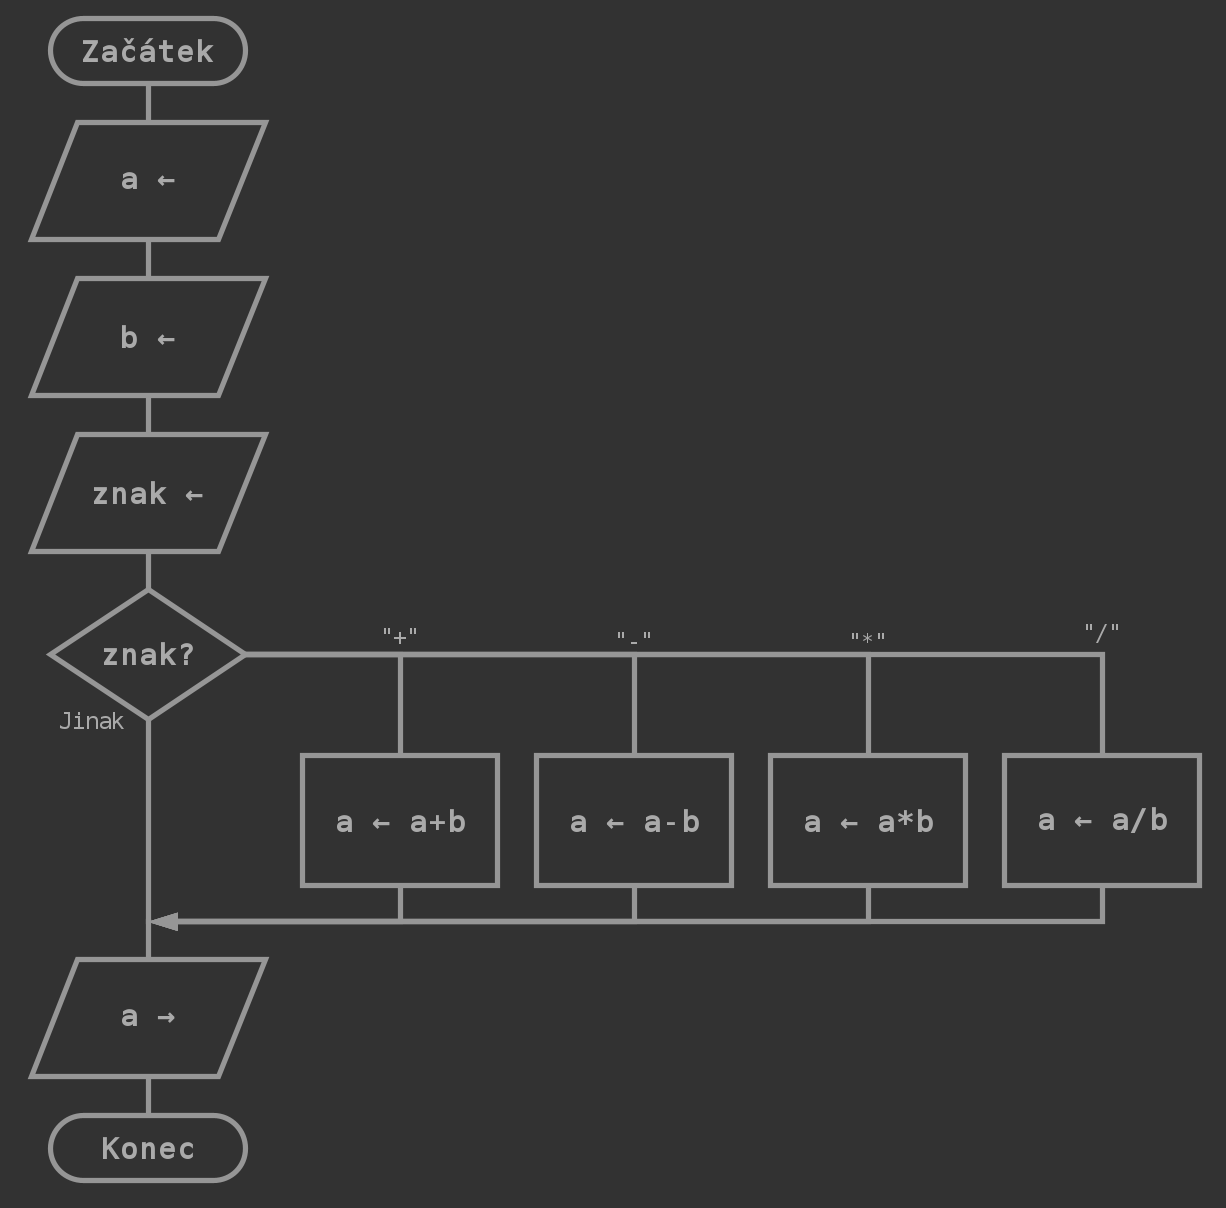 Začátek
a ←
b ←
znak ←
znak?
"+"
"-"
"*"
"/"
Jinak
a ← a+b
a ← a-b
a ← a*b
a ← a/b
a →
Konec